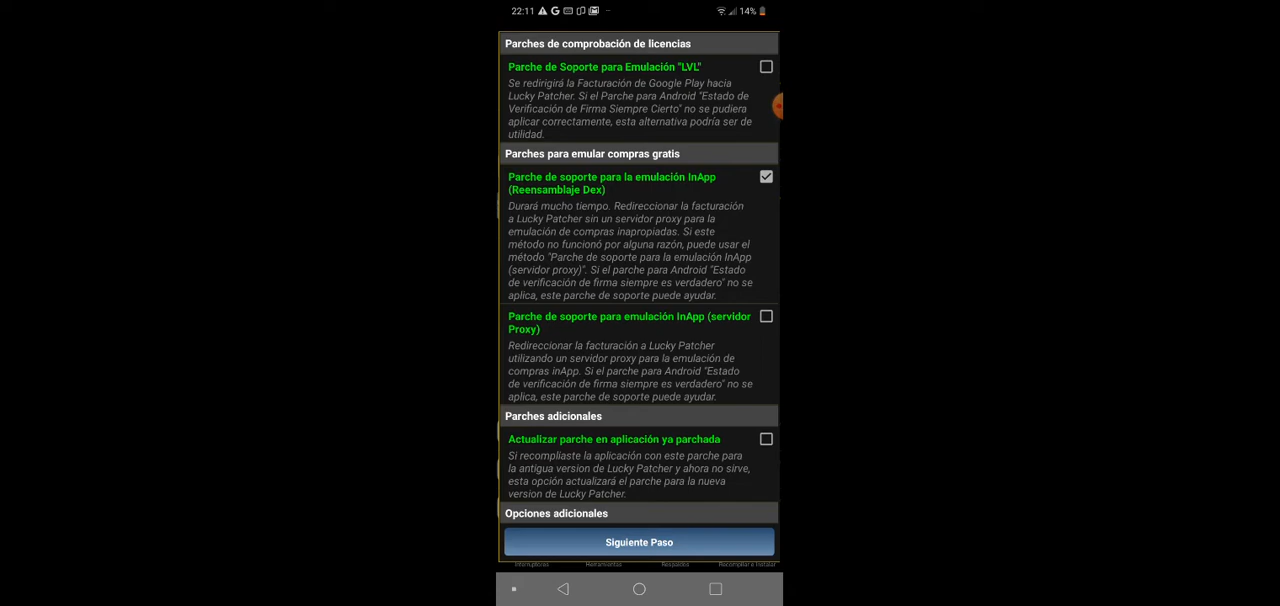 22:11
14%
Parches de comprobación de licencias
Parche de Soporte para Emulación "LVL"
Se redirigirá la Facturación de Google Play hacia
Lucky Patcher. Si el Parche para Android "Estado de
Verificación de Firma Siempre Cierto" no se pudiera
aplicar correctamente, esta alternativa podría ser de
utilidad.
Parches para emular compras gratis
Parche de soporte para la emulación InApp
(Reensamblaje Dex)
Durará mucho tiempo. Redireccionar la facturación
a Lucky Patcher sin un servidor proxy para la
emulación de compras inapropiadas. Si este
método no funcionó por alguna razón, puede usar el
método "Parche de soporte para la emulación InApp
(servidor proxy)". Si el parche para Android "Estado
de verificación de firma siempre es verdadero" no se
aplica, este parche de soporte puede ayudar.
Parche de soporte para emulación InApp (servidor
Proxy)
Redireccionar la facturación a Lucky Patcher
utilizando un servidor proxy para la emulación de
compras inApp. Si el parche para Android "Estado
de verificación de firma siempre es verdadero" no se
aplica, este parche de soporte puede ayudar.
Parches adicionales
Actualizar parche en aplicación ya parchada
Si recompliaste la aplicación con este parche para
la antigua version de Lucky Patcher y ahora no sirve,
esta opción actualizará el parche para la nueva
version de Lucky Patcher.
Opciones adicionales
Siguiente Paso
Interruptores Herramientas Respaldos Recompilar e Instalar